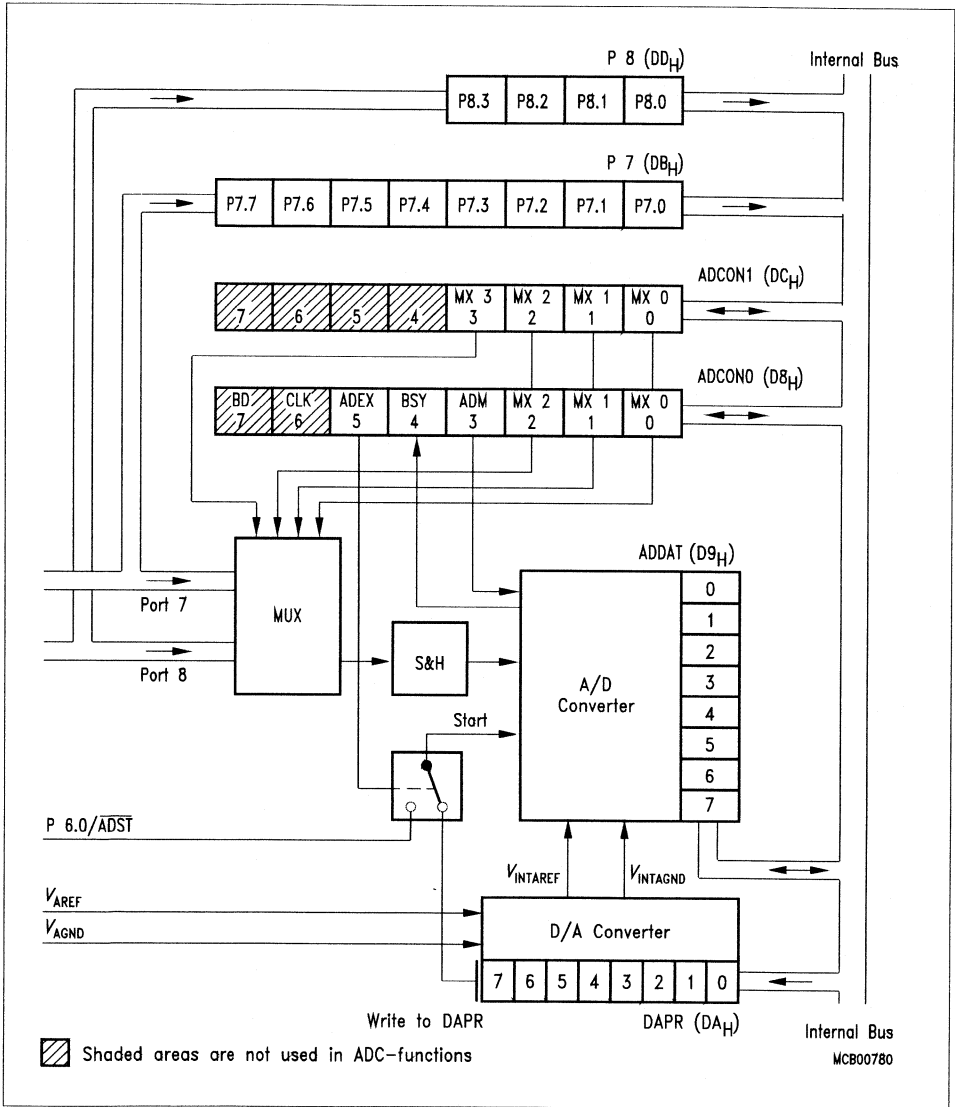 P 8 (DDH)
Internal Bus
P8.3 P8.2 P8.1 P8.0
P 7 (DBH)
P7.7 P7.6 P7.5 P7.4 P7.3 P7.2 P7.1 P7.0
ADCON1 (DCH)
MX 3 MX 2 MX 1 MX 0
7 6 5 4 3 2 1 0
ADCON0 (D8H)
BD CLK ADEX BSY ADM MX 2 MX 1 MX 0
7 6 5 4 3 2 1 0
ADDAT (D9H)
Port 7
MUX
Port 8
S&H
A/D
Converter
0
1
2
3
4
5
6
7
Start
P 6.0/ADST
VINTAREF
VINTAGND
VAREF
VAGND
D/A Converter
7 6 5 4 3 2 1 0
Write to DAPR
DAPR (DAH)
Internal Bus
Shaded areas are not used in ADC-functions
MCB00780